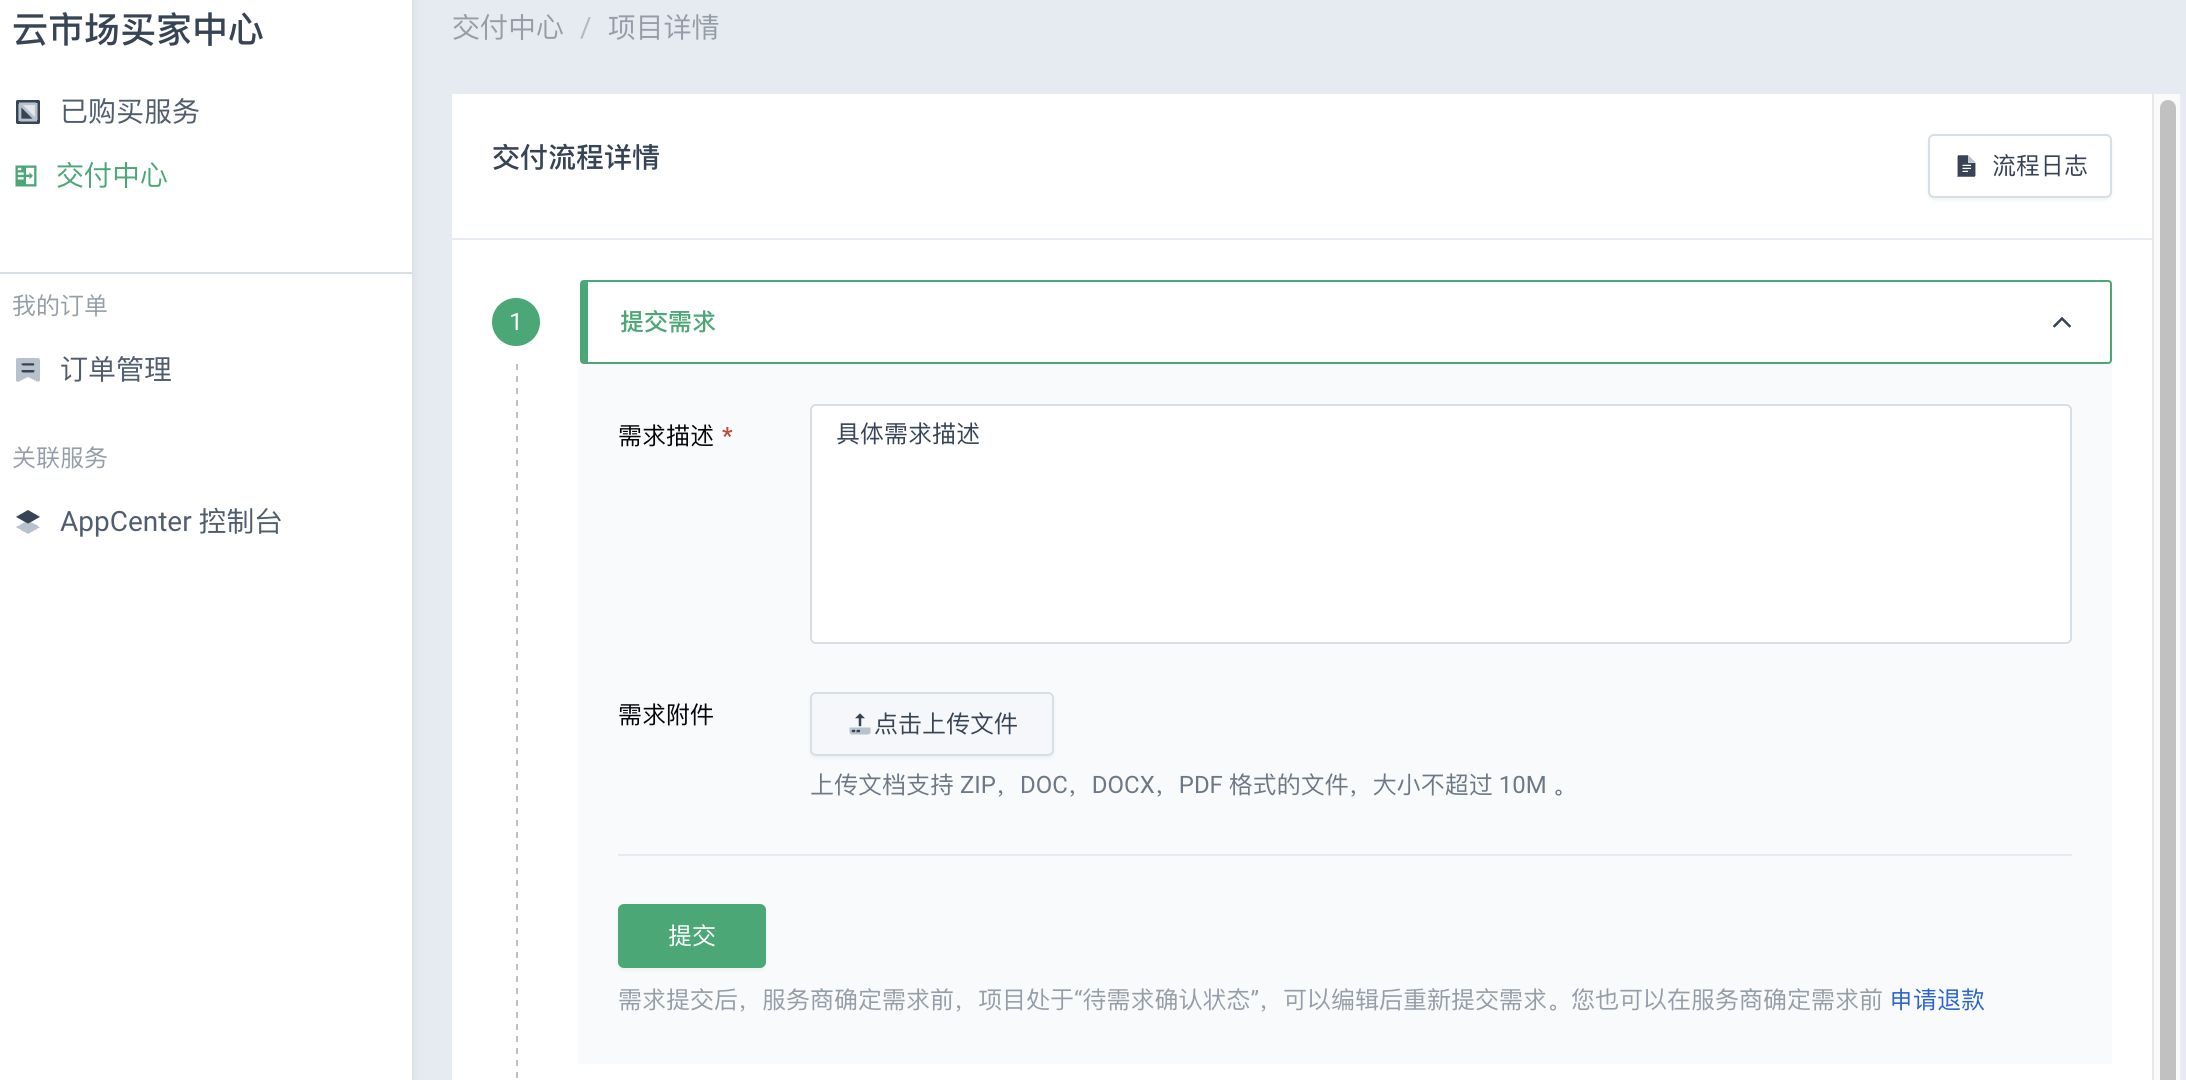 云市场买家中心
已购买服务
交付中心
我的订单
订单管理
关联服务
AppCenter 控制台
交付中心 / 项目详情
交付流程详情
流程日志
1
提交需求
需求描述 *
具体需求描述
需求附件
点击上传文件
上传文档支持 ZIP，DOC，DOCX，PDF 格式的文件，大小不超过 10M 。
提交
需求提交后，服务商确定需求前，项目处于“待需求确认状态”，可以编辑后重新提交需求。您也可以在服务商确定需求前 申请退款